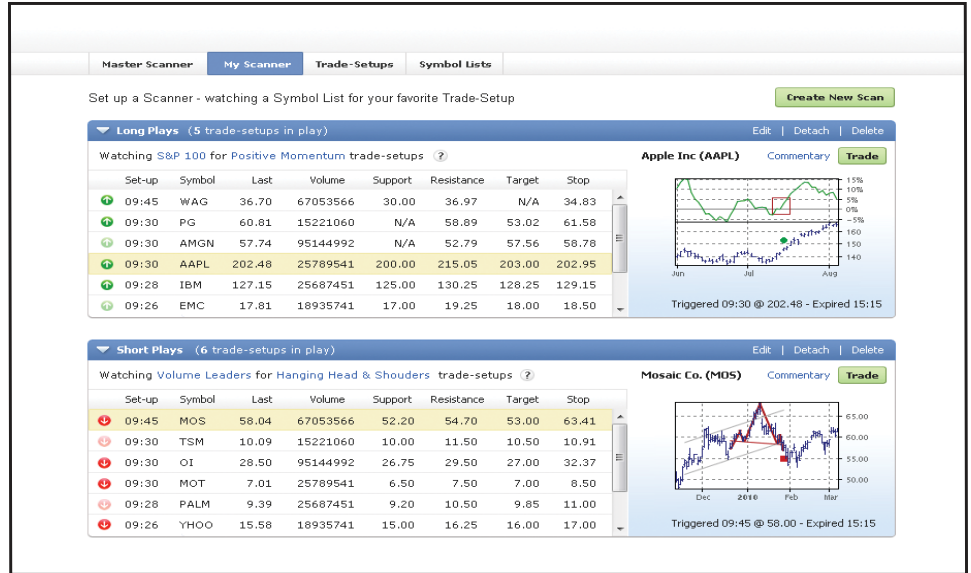 Master Scanner My Scanner Trade-Setups Symbol Lists
Set up a Scanner - watching a Symbol List for your favorite Trade-Setup Create New Scan
Long Plays (5 trade-setups in play) Edit | Detach | Delete
Watching S&P 100 for Positive Momentum trade-setups ? Apple Inc (AAPL) Commentary Trade
Set-up Symbol Last Volume Support Resistance Target Stop
09:45 WAG 36.70 67053566 30.00 36.97 N/A 34.83
09:30 PG 60.81 15221060 N/A 58.89 53.02 61.58
09:30 AMGN 57.74 95144992 N/A 52.79 57.56 58.78
09:30 AAPL 202.48 25789541 200.00 215.05 203.00 202.95
09:28 IBM 127.15 25687451 125.00 130.25 128.25 129.15
09:26 EMC 17.81 18935741 17.00 19.25 18.00 18.50
15%
10%
5%
0%
-5%
160
150
140
Jun Jul Aug
Triggered 09:30 @ 202.48 - Expired 15:15
Short Plays (6 trade-setups in play) Edit | Detach | Delete
Watching Volume Leaders for Hanging Head & Shouders trade-setups ? Mosaic Co. (MOS) Commentary Trade
Set-up Symbol Last Volume Support Resistance Target Stop
09:45 MOS 58.04 67053566 52.20 54.70 53.00 63.41
09:30 TSM 10.09 15221060 10.00 11.50 10.50 10.91
09:30 OI 28.50 95144992 26.75 29.50 27.00 32.37
09:30 MOT 7.01 25789541 6.50 7.50 7.00 8.50
09:28 PALM 9.39 25687451 9.20 10.50 9.85 11.00
09:26 YHOO 15.58 18935741 15.00 16.25 16.00 17.00
65.00
60.00
55.00
50.00
Dec 2010 Feb Mar
Triggered 09:45 @ 58.00 - Expired 15:15